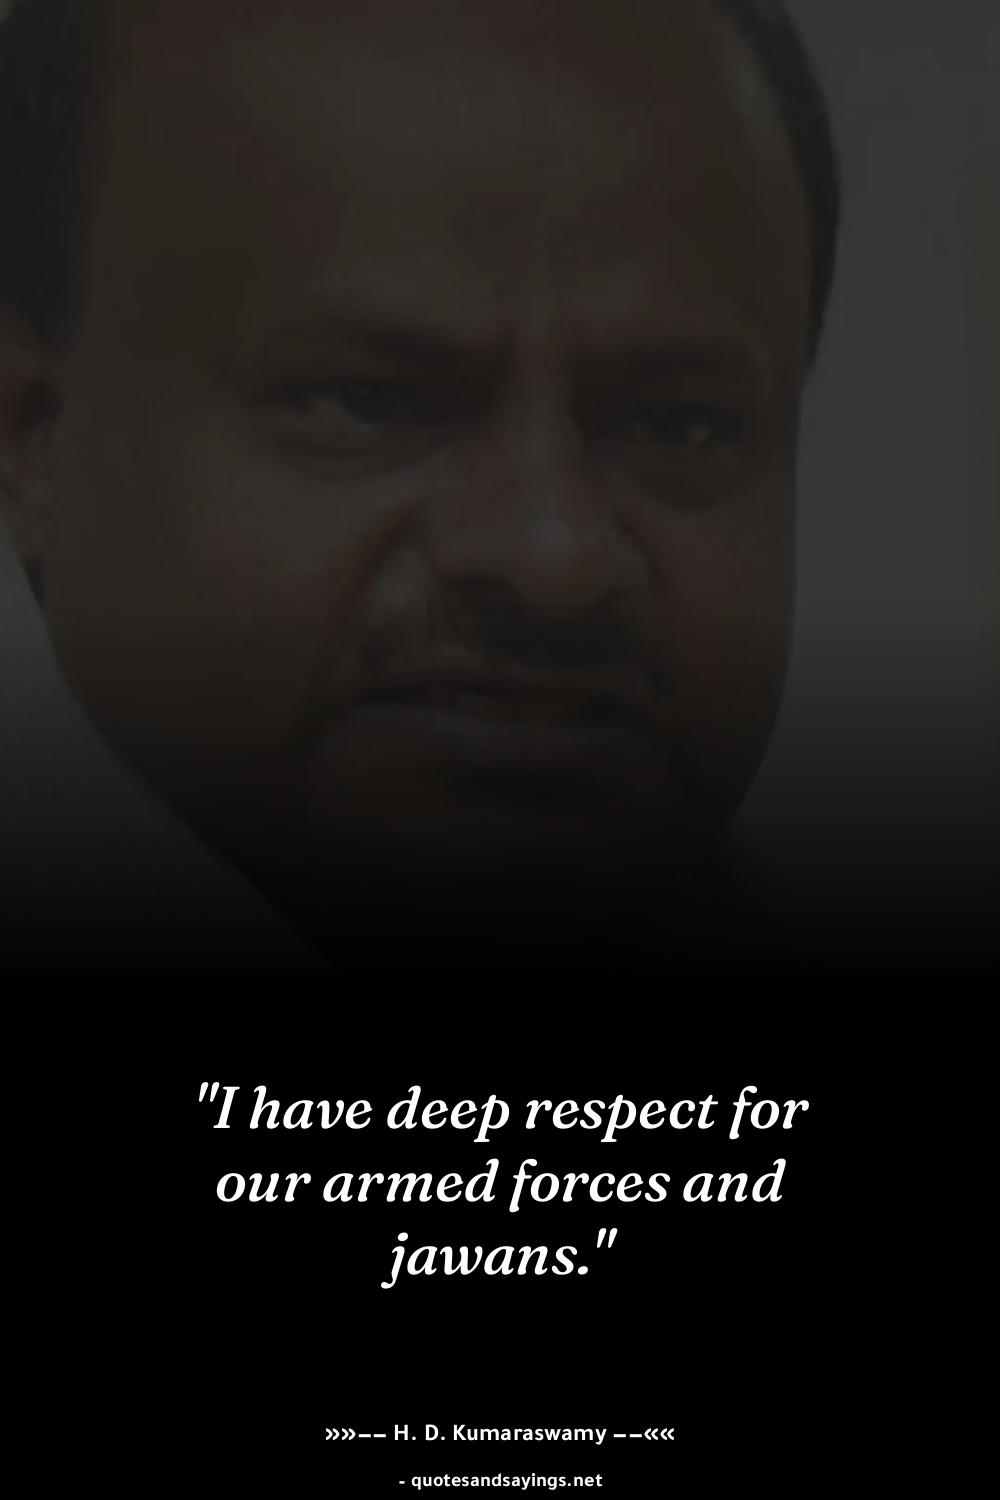 "I have deep respect for
our armed forces and
jawans."
»»–– H. D. Kumaraswamy ––««
- quotesandsayings.net